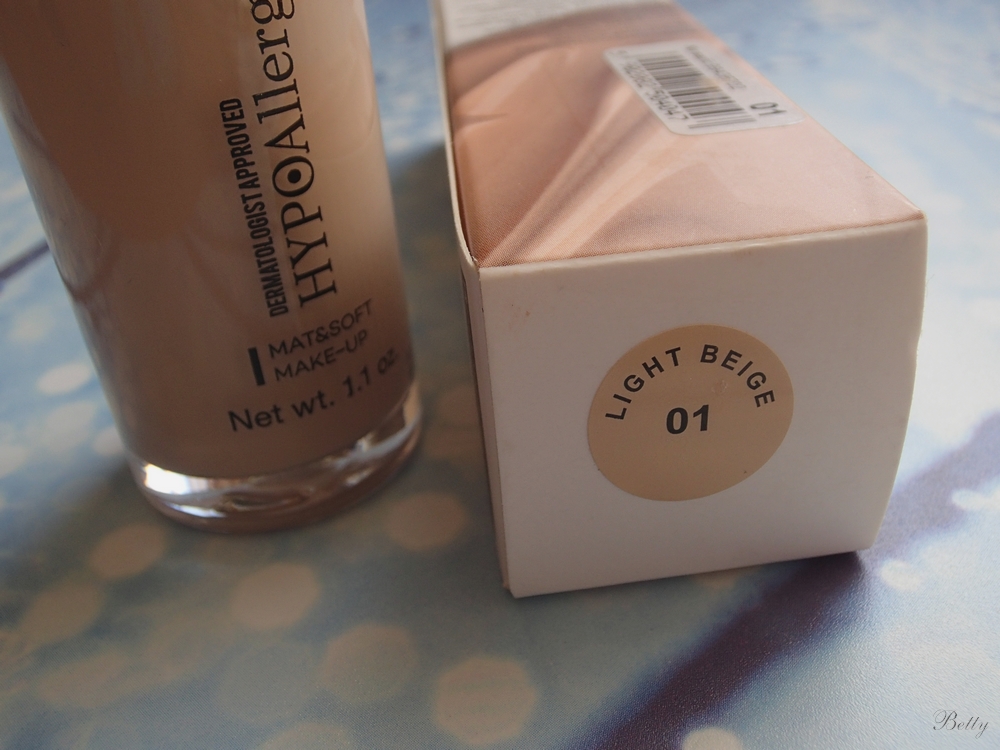 DERMATOLOGIST APPROVED
HYPOAllerg
MAT&SOFT
MAKE-UP
Net wt. 1.1 oz.
01
LIGHT BEIGE
01
Betty